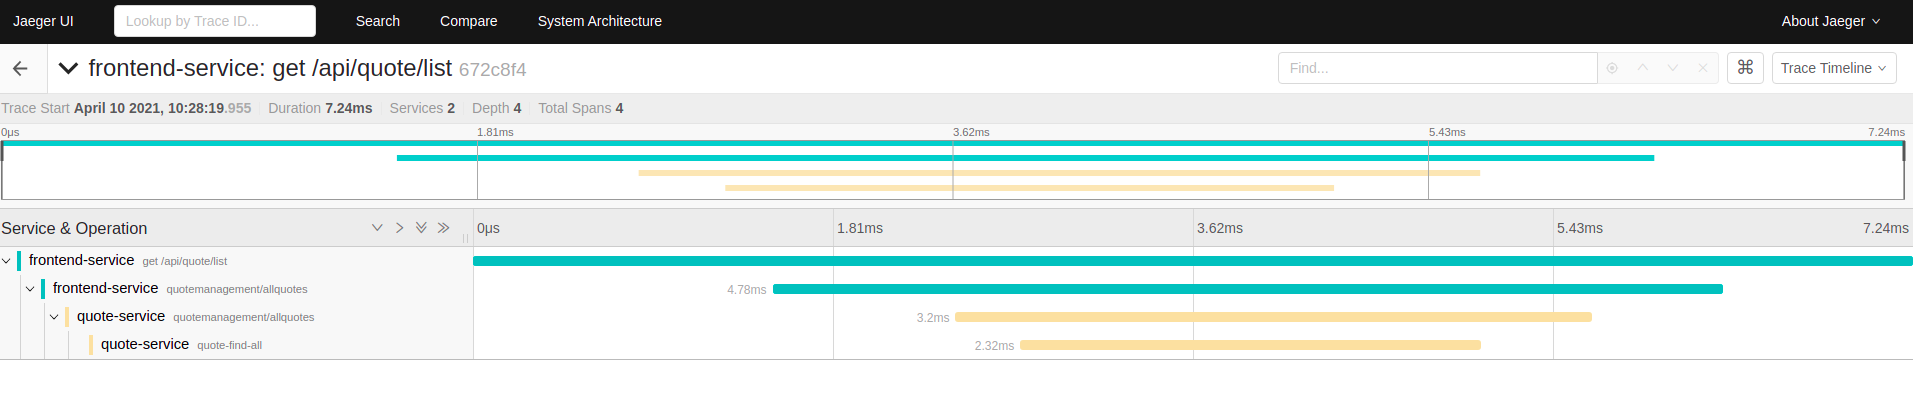 Jaeger UI Lookup by Trace ID... Search Compare System Architecture About Jaeger
frontend-service: get /api/quote/list 672c8f4 Find... ⌘ Trace Timeline
Trace Start April 10 2021, 10:28:19.955 Duration 7.24ms Services 2 Depth 4 Total Spans 4
0μs 1.81ms 3.62ms 5.43ms 7.24ms
Service & Operation 0μs 1.81ms 3.62ms 5.43ms 7.24ms
frontend-service get /api/quote/list
frontend-service quotemanagement/allquotes 4.78ms
quote-service quotemanagement/allquotes 3.2ms
quote-service quote-find-all 2.32ms